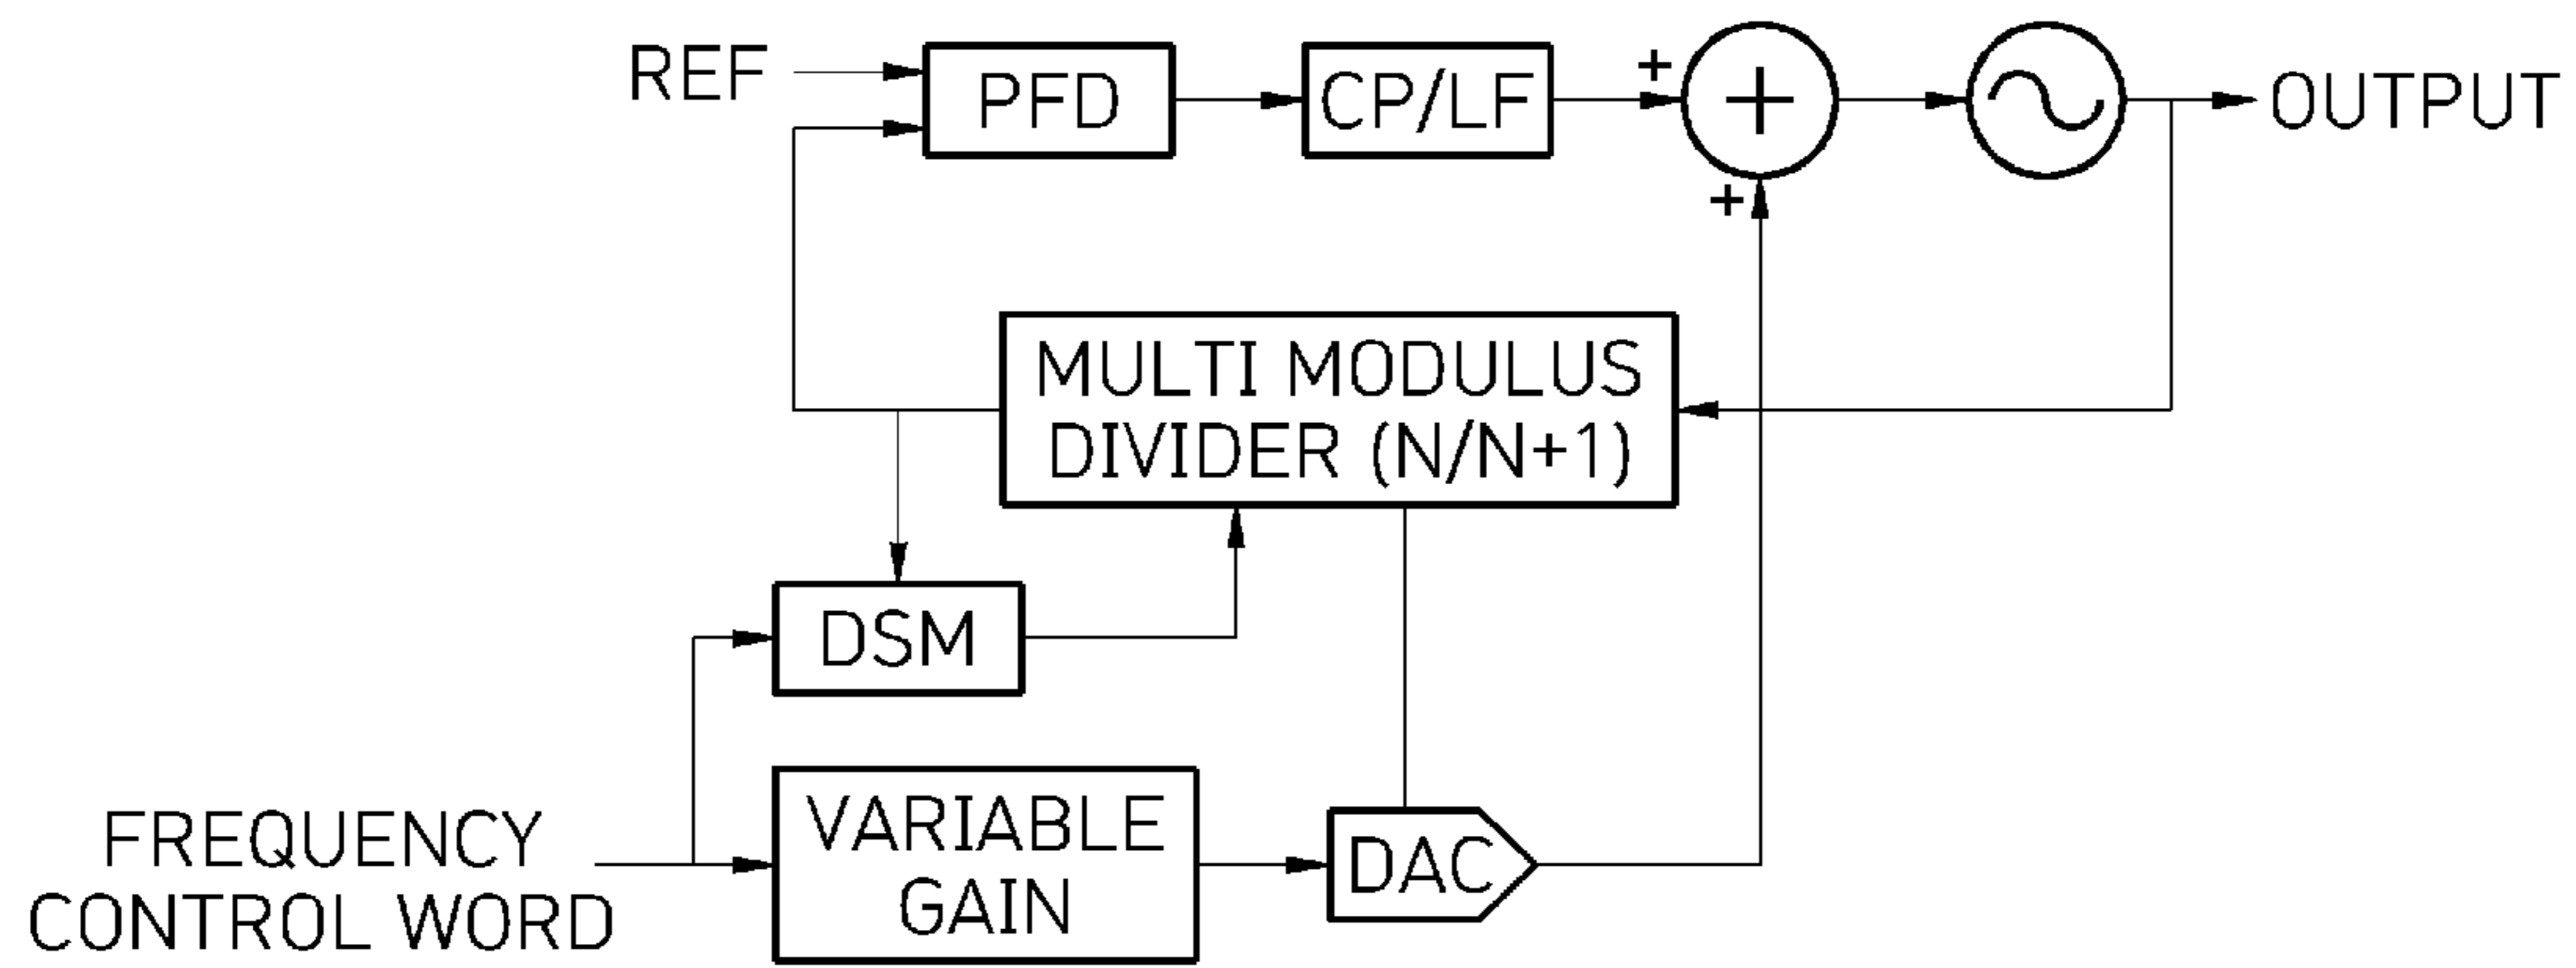 REF
PFD
CP/LF
+
+
+
OUTPUT
MULTI MODULUS
DIVIDER (N/N+1)
DSM
VARIABLE
GAIN
DAC
FREQUENCY
CONTROL WORD